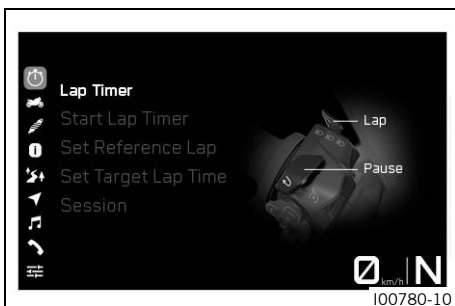 Lap Timer
Start Lap Timer
Set Reference Lap
Set Target Lap Time
Session
Lap
Pause
0 km/h N
I00780-10